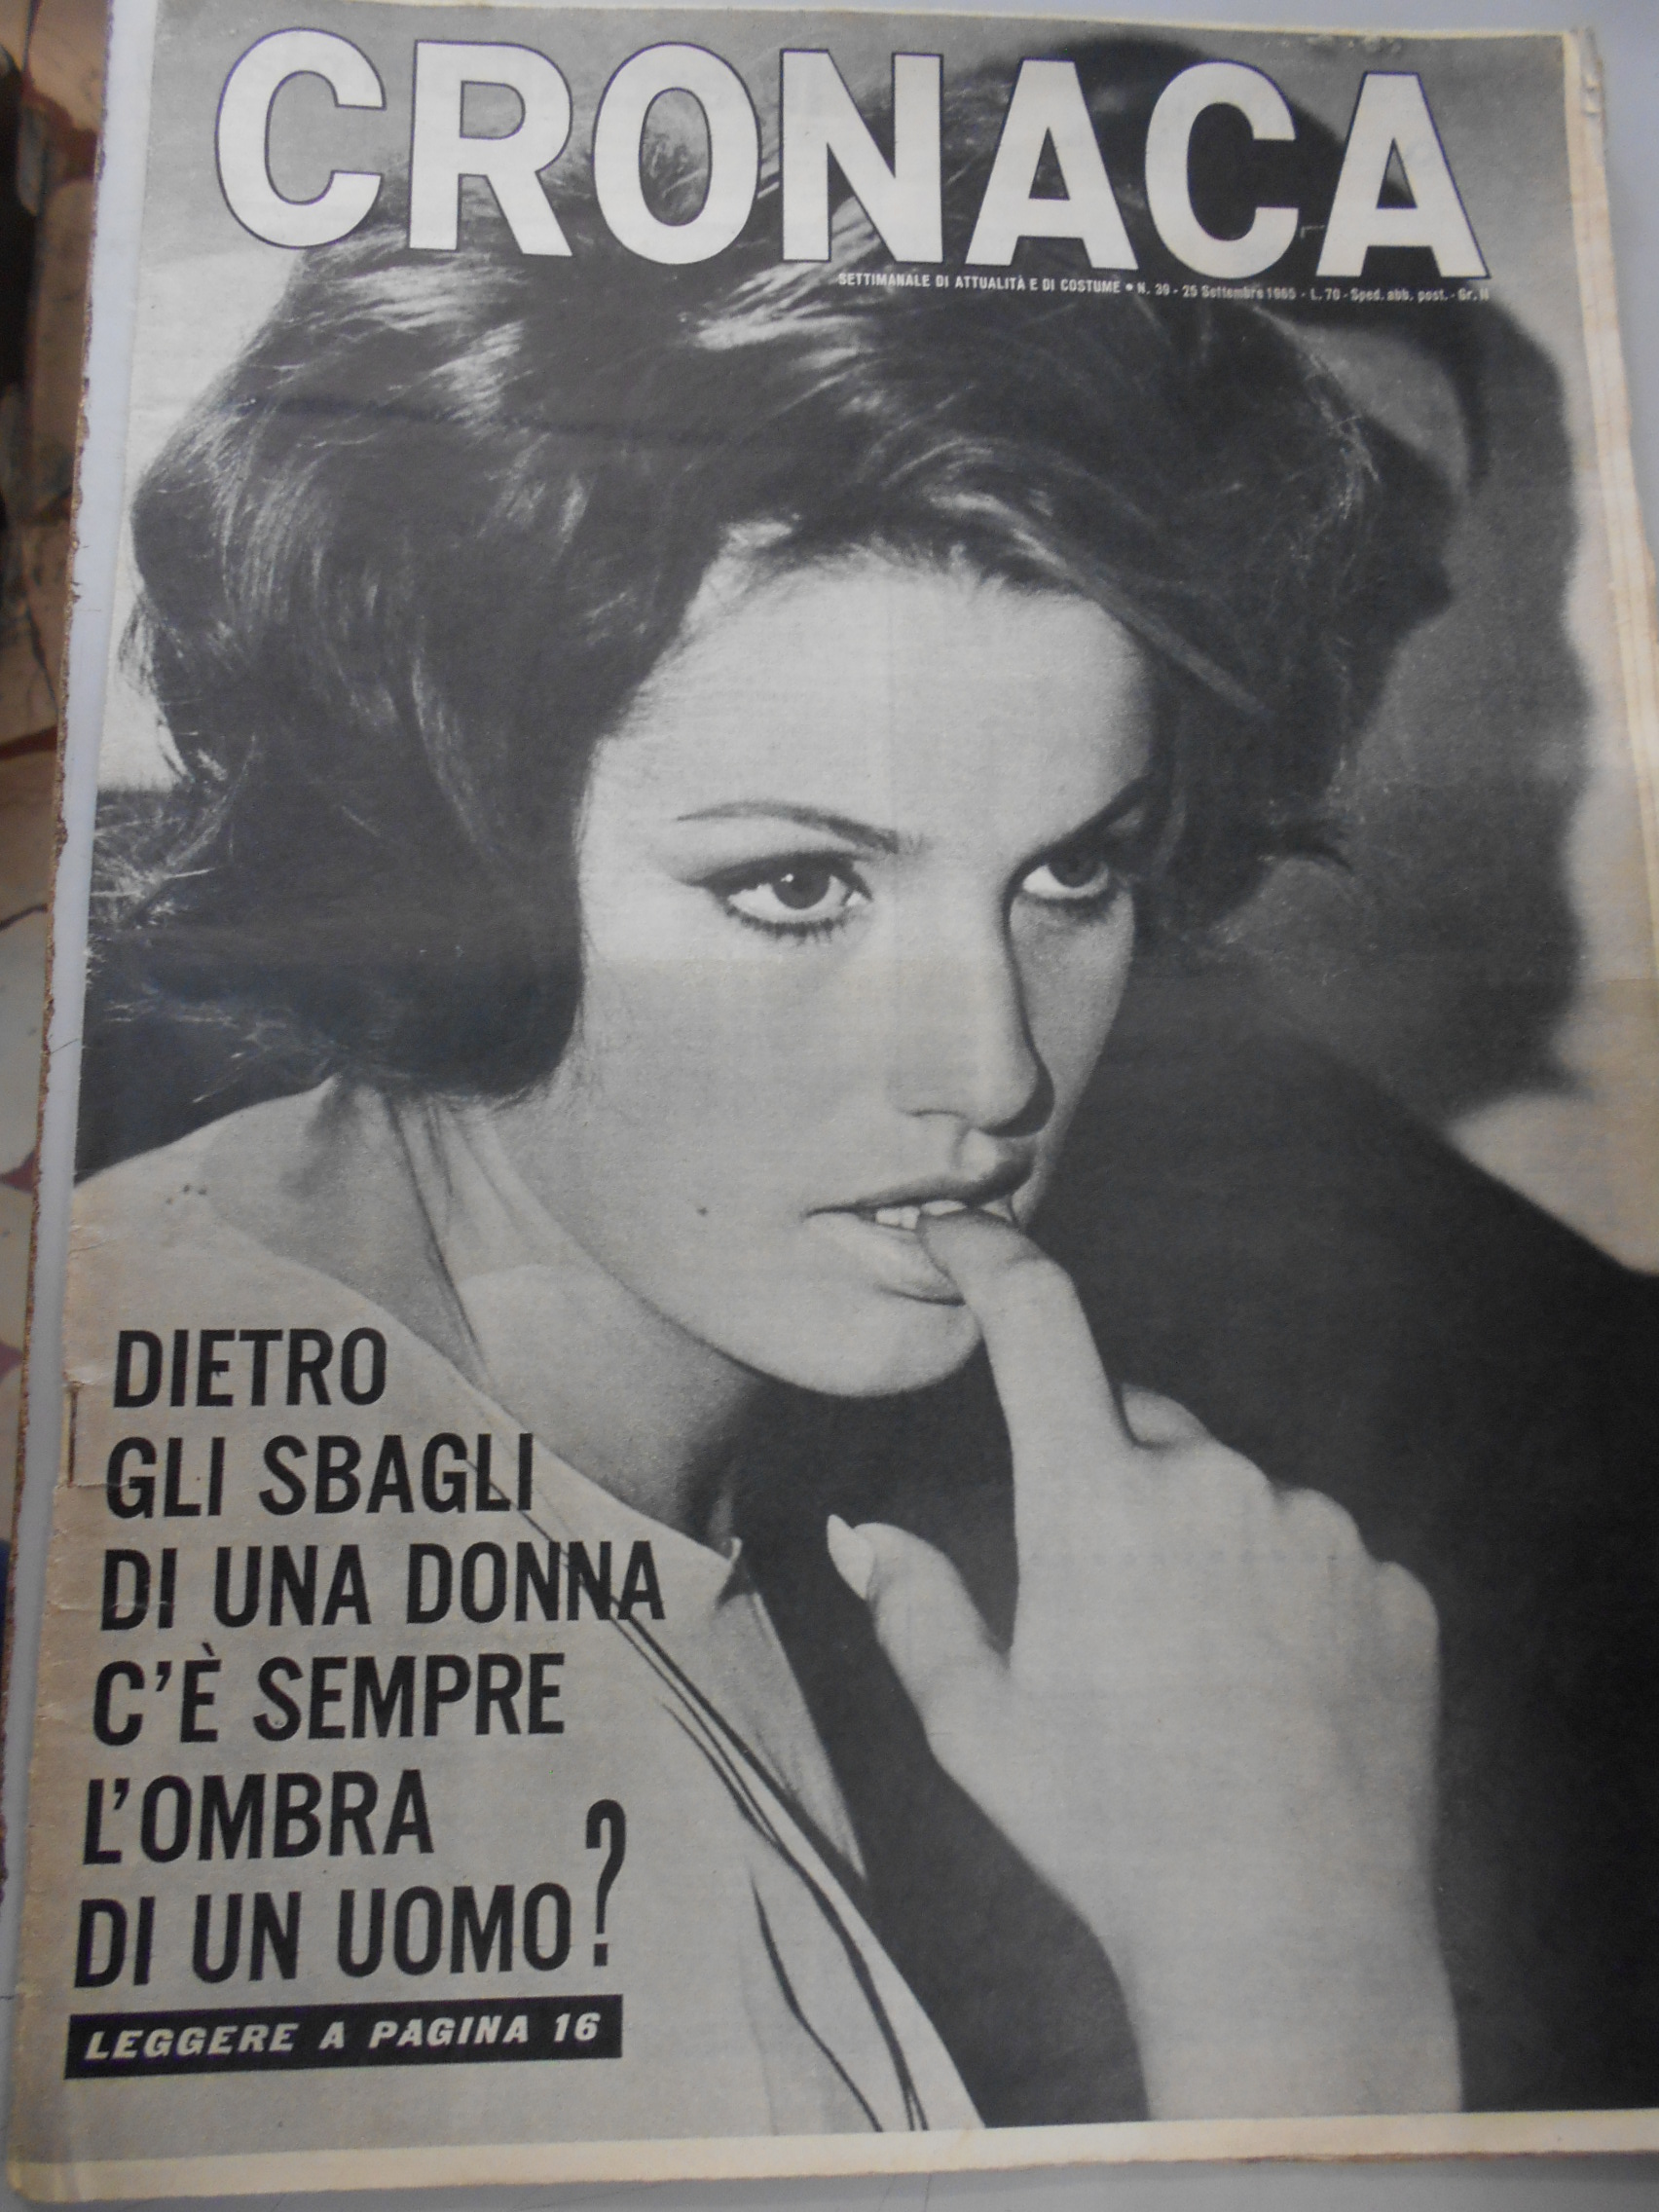 CRONACA
SETTIMANALE DI ATTUALITÀ E DI COSTUME • N. 39 - 25 Settembre 1965 - L. 70 - Sped. abb. post. - Gr. II
DIETRO
GLI SBAGLI
DI UNA DONNA
C'È SEMPRE
L'OMBRA
DI UN UOMO?
LEGGERE A PAGINA 16